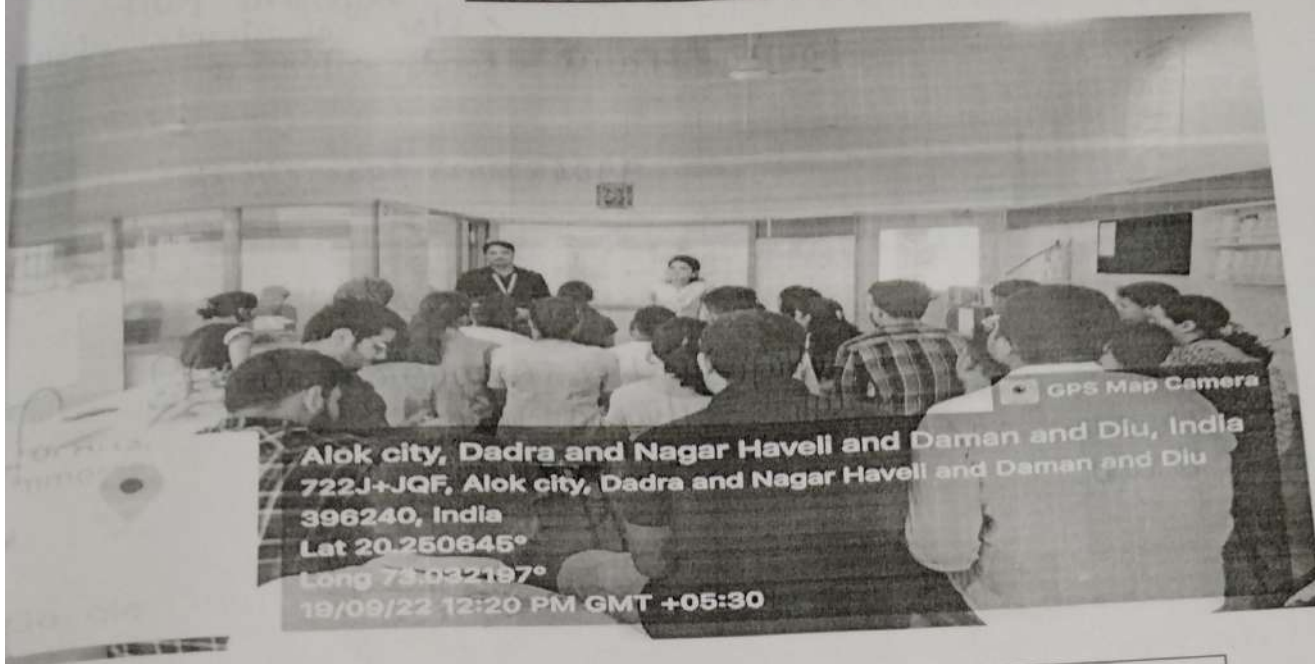 GPS Map Camera
Alok city, Dadra and Nagar Haveli and Daman and Diu, India
722J+JQF, Alok city, Dadra and Nagar Haveli and Daman and Diu
396240, India
Lat 20.250645°
Long 73.032197°
19/09/22 12:20 PM GMT +05:30